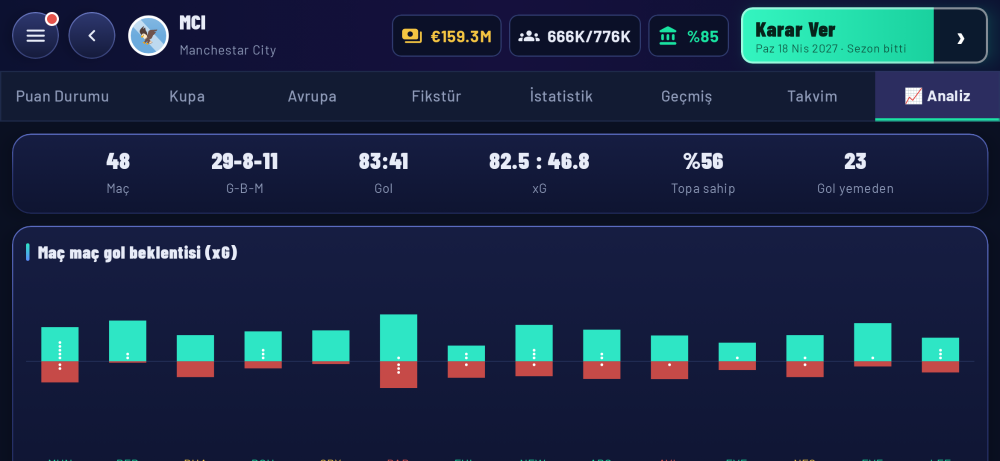 MCI
Manchestar City
€159.3M
666K/776K
%85
Karar Ver
Paz 18 Nis 2027 · Sezon bitti
Puan Durumu
Kupa
Avrupa
Fikstür
İstatistik
Geçmiş
Takvim
Analiz
48
29-8-11
83:41
82.5 : 46.8
%56
23
Maç
G-B-M
Gol
xG
Topa sahip
Gol yemeden
Maç maç gol beklentisi (xG)